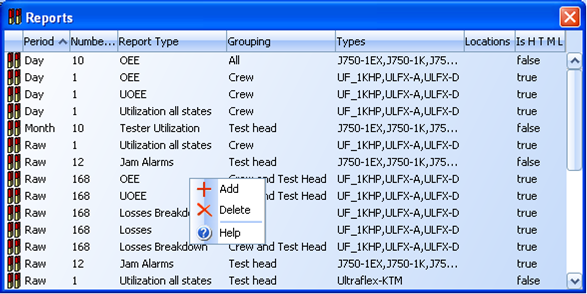 Reports
Period Numbe... Report Type Grouping Types Locations Is H T M L
Day 10 OEE All J750-1EX,J750-1K,J75... false
Day 1 OEE Crew UF_1KHP,ULFX-A,ULFX-D true
Day 1 UOEE Crew UF_1KHP,ULFX-A,ULFX-D true
Day 1 Utilization all states Crew UF_1KHP,ULFX-A,ULFX-D true
Month 10 Tester Utilization Test head J750-1EX,J750-1K,J75... false
Raw 1 Utilization all states Crew UF_1KHP,ULFX-A,ULFX-D true
Raw 12 Jam Alarms Test head J750-1EX,J750-1K,J75... false
Raw 168 OEE Crew and Test Head UF_1KHP,ULFX-A,ULFX-D true
Raw 168 UOEE Crew and Test Head UF_1KHP,ULFX-A,ULFX-D true
Raw 168 Losses Breakdo Test Head UF_1KHP,ULFX-A,ULFX-D true
Raw 168 Losses Test Head UF_1KHP,ULFX-A,ULFX-D true
Raw 168 Losses Breakdown Crew and Test Head UF_1KHP,ULFX-A,ULFX-D true
Raw 12 Jam Alarms Test head J750-1EX,J750-1K,J75... true
Raw 1 Utilization all states Test head Ultraflex-KTM false
Add
Delete
Help